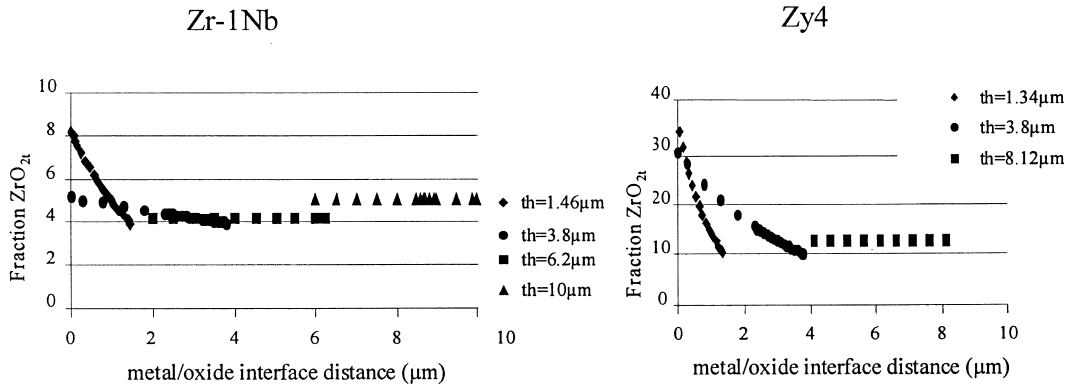 Zr-1Nb
Fraction ZrO2t
10
8
6
4
2
0
0 2 4 6 8 10
metal/oxide interface distance (µm)
th=1.46µm
th=3.8µm
th=6.2µm
th=10µm
Zy4
Fraction ZrO2t
40
30
20
10
0
0 2 4 6 8 10
metal/oxide interface distance (µm)
th=1.34µm
th=3.8µm
th=8.12µm